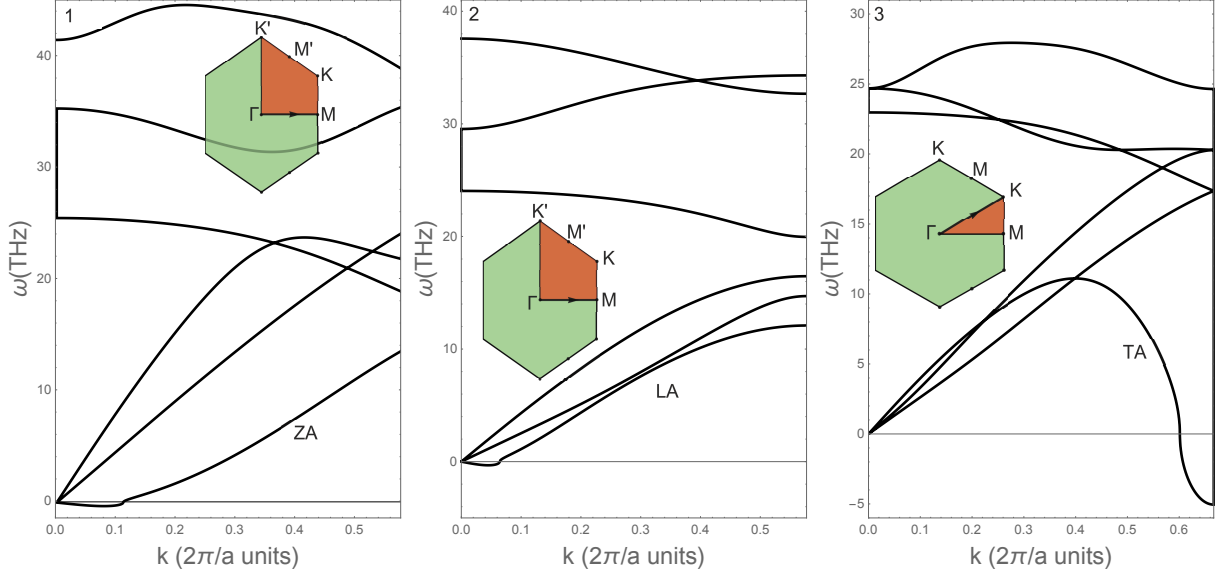 1
ω(THz)
40
30
20
10
0
K'
M'
K
Γ
M
ZA
0.0 0.1 0.2 0.3 0.4 0.5
k (2π/a units)
2
ω(THz)
40
30
20
10
0
K'
M'
K
Γ
M
LA
0.0 0.1 0.2 0.3 0.4 0.5
k (2π/a units)
3
ω(THz)
30
25
20
15
10
5
0
−5
K
M
K
Γ
M
TA
0.0 0.1 0.2 0.3 0.4 0.5 0.6
k (2π/a units)